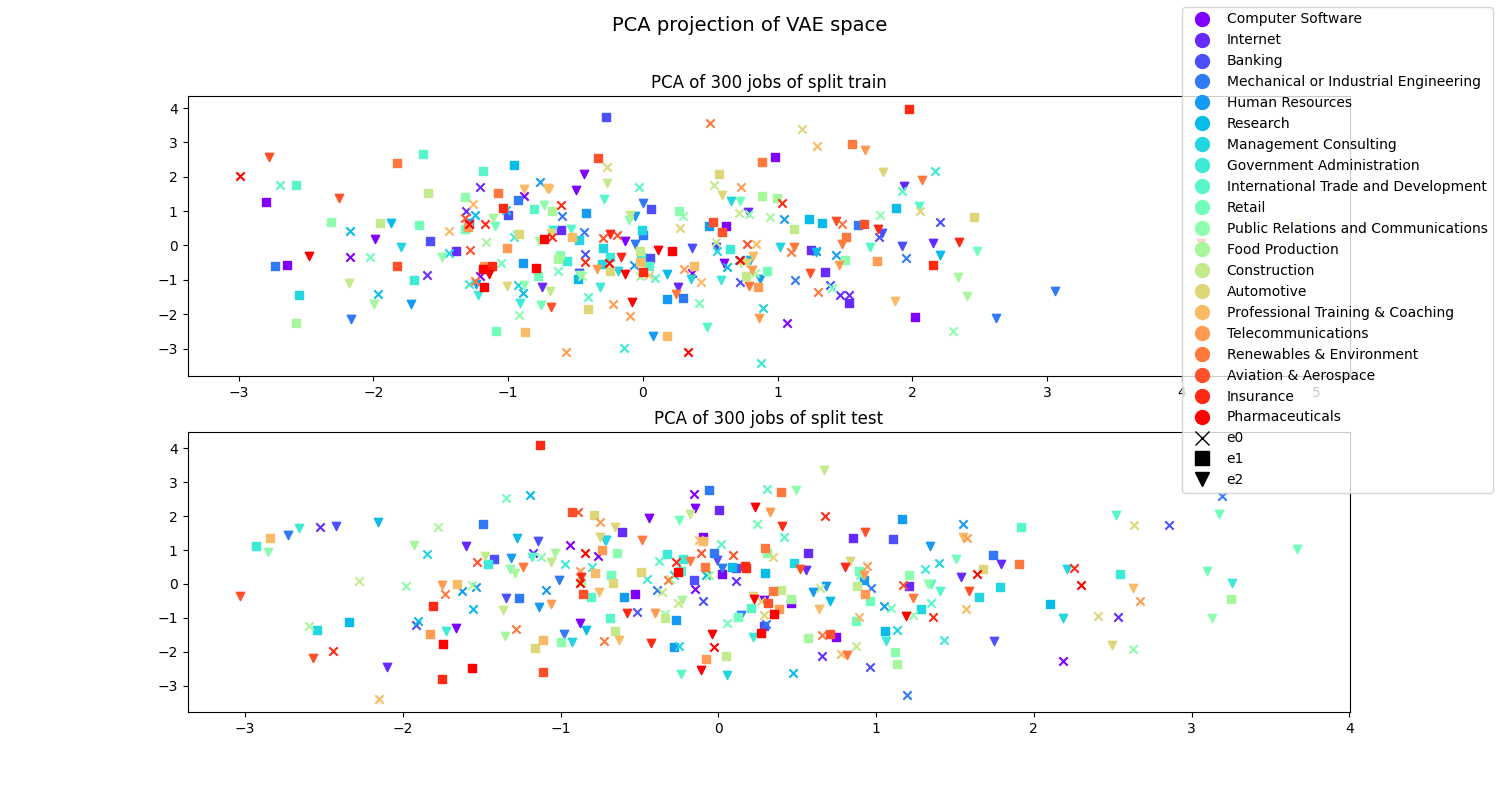 PCA projection of VAE space
PCA of 300 jobs of split train
4
3
2
1
0
−1
−2
−3
−3
−2
−1
0
1
2
3
4
5
PCA of 300 jobs of split test
4
3
2
1
0
−1
−2
−3
−3
−2
−1
0
1
2
3
4
Computer Software
Internet
Banking
Mechanical or Industrial Engineering
Human Resources
Research
Management Consulting
Government Administration
International Trade and Development
Retail
Public Relations and Communications
Food Production
Construction
Automotive
Professional Training & Coaching
Telecommunications
Renewables & Environment
Aviation & Aerospace
Insurance
Pharmaceuticals
e0
e1
e2